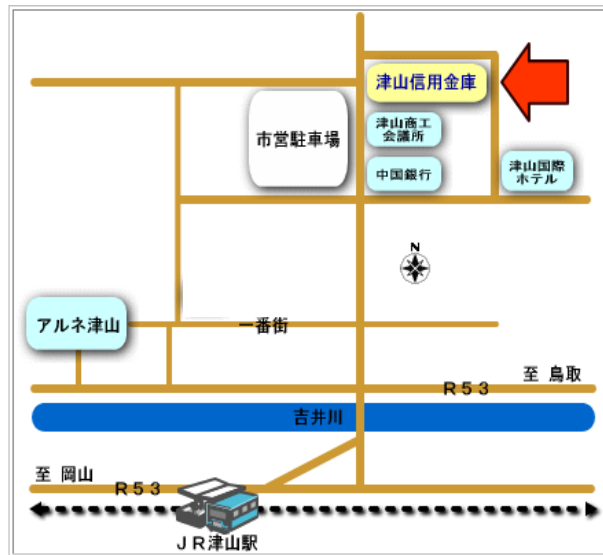 津山信用金庫
津山商工
会議所
市営駐車場
中国銀行
津山国際
ホテル
N
アルネ津山
一番街
至 鳥取
R53
吉井川
至 岡山
R53
JR津山駅